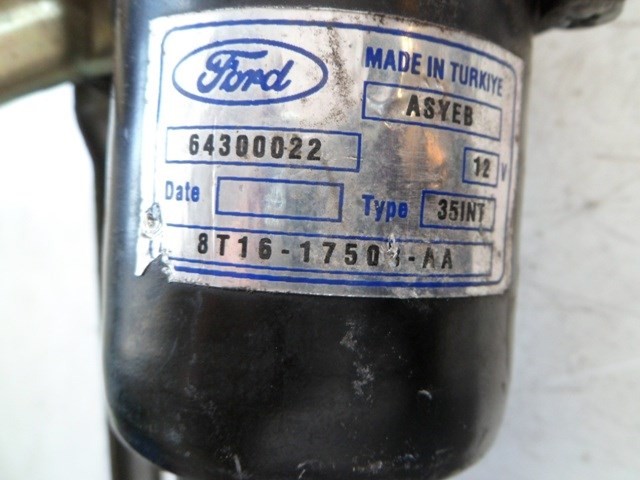 Ford
MADE IN TURKIYE
ASYEB
64300022
12 V
Date
Type 35INT